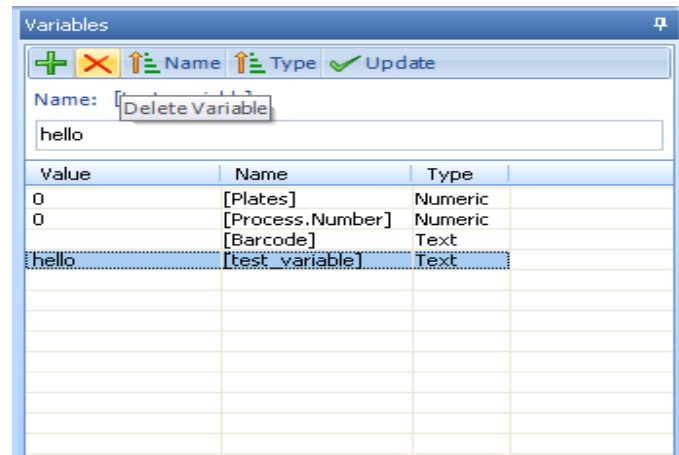 Variables
Name Type Update
Name:
Delete Variable
hello
Value Name Type
0 [Plates] Numeric
0 [Process.Number] Numeric
[Barcode] Text
hello [test_variable] Text